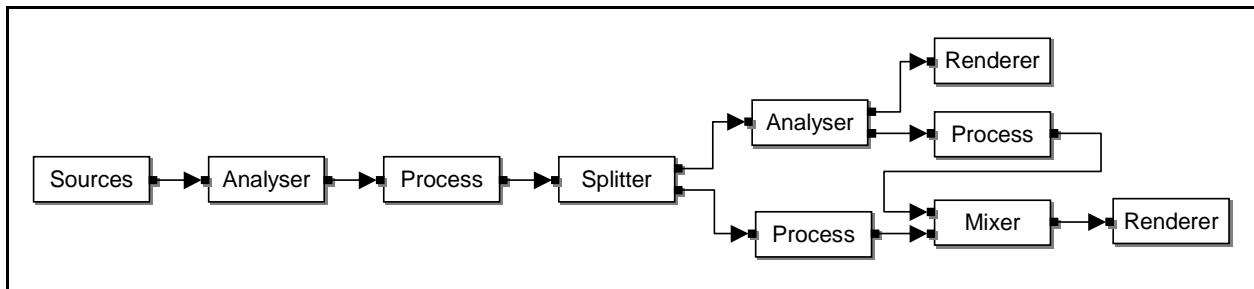 Sources
Analyser
Process
Splitter
Analyser
Renderer
Process
Process
Mixer
Renderer